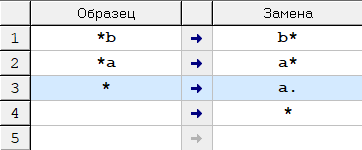 Образец Замена
1 *b → b*
2 *a → a*
3 * → a.
4 → *
5 →